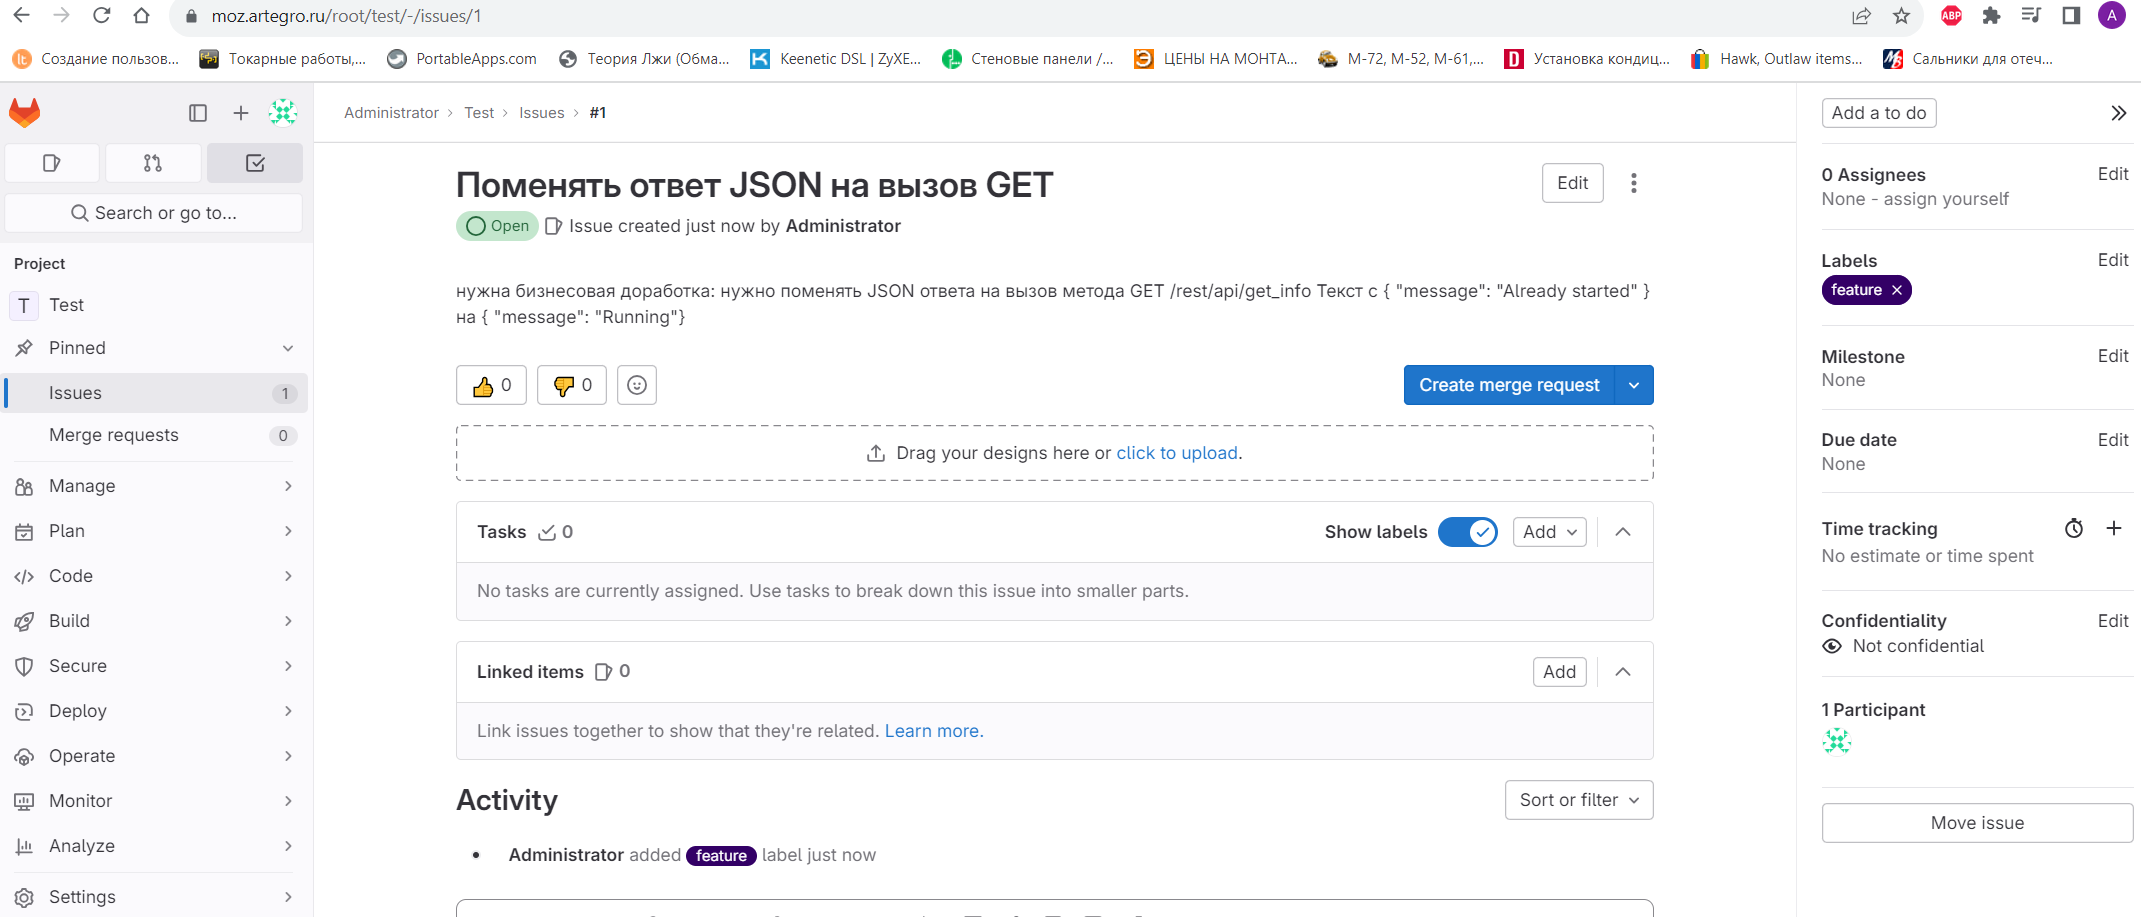 moz.artegro.ru/root/test/-/issues/1
ABP
A
lt Создание пользов...
Токарные работы,...
PortableApps.com
Теория Лжи (Обма...
Keenetic DSL | ZyXE...
Стеновые панели /...
ЦЕНЫ НА МОНТА...
М-72, М-52, М-61,...
Установка кондиц...
Hawk, Outlaw items...
Сальники для отеч...
Administrator > Test > Issues > #1
Search or go to...
Project
T Test
Pinned
Issues 1
Merge requests 0
Manage
Plan
Code
Build
Secure
Deploy
Operate
Monitor
Analyze
Settings
Поменять ответ JSON на вызов GET
Edit
Open Issue created just now by Administrator
нужна бизнесовая доработка: нужно поменять JSON ответа на вызов метода GET /rest/api/get_info Текст с { "message": "Already started" }
на { "message": "Running"}
0 0
Create merge request
Drag your designs here or click to upload.
Tasks 0 Show labels Add
No tasks are currently assigned. Use tasks to break down this issue into smaller parts.
Linked items 0 Add
Link issues together to show that they're related. Learn more.
Activity
Sort or filter
Administrator added feature label just now
Add a to do
0 Assignees Edit
None - assign yourself
Labels Edit
feature
Milestone Edit
None
Due date Edit
None
Time tracking
No estimate or time spent
Confidentiality Edit
Not confidential
1 Participant
Move issue